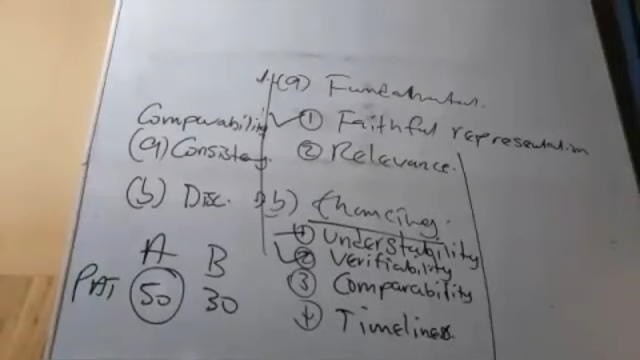 Comparability
(a) Consistency
(b) Disc.
A B
PAT 50 30
(a) Fundamental.
① Faithful representation
② Relevance.
b) Enhancing.
① Understability
② Verifiability
③ Comparability
④ Timeliness.